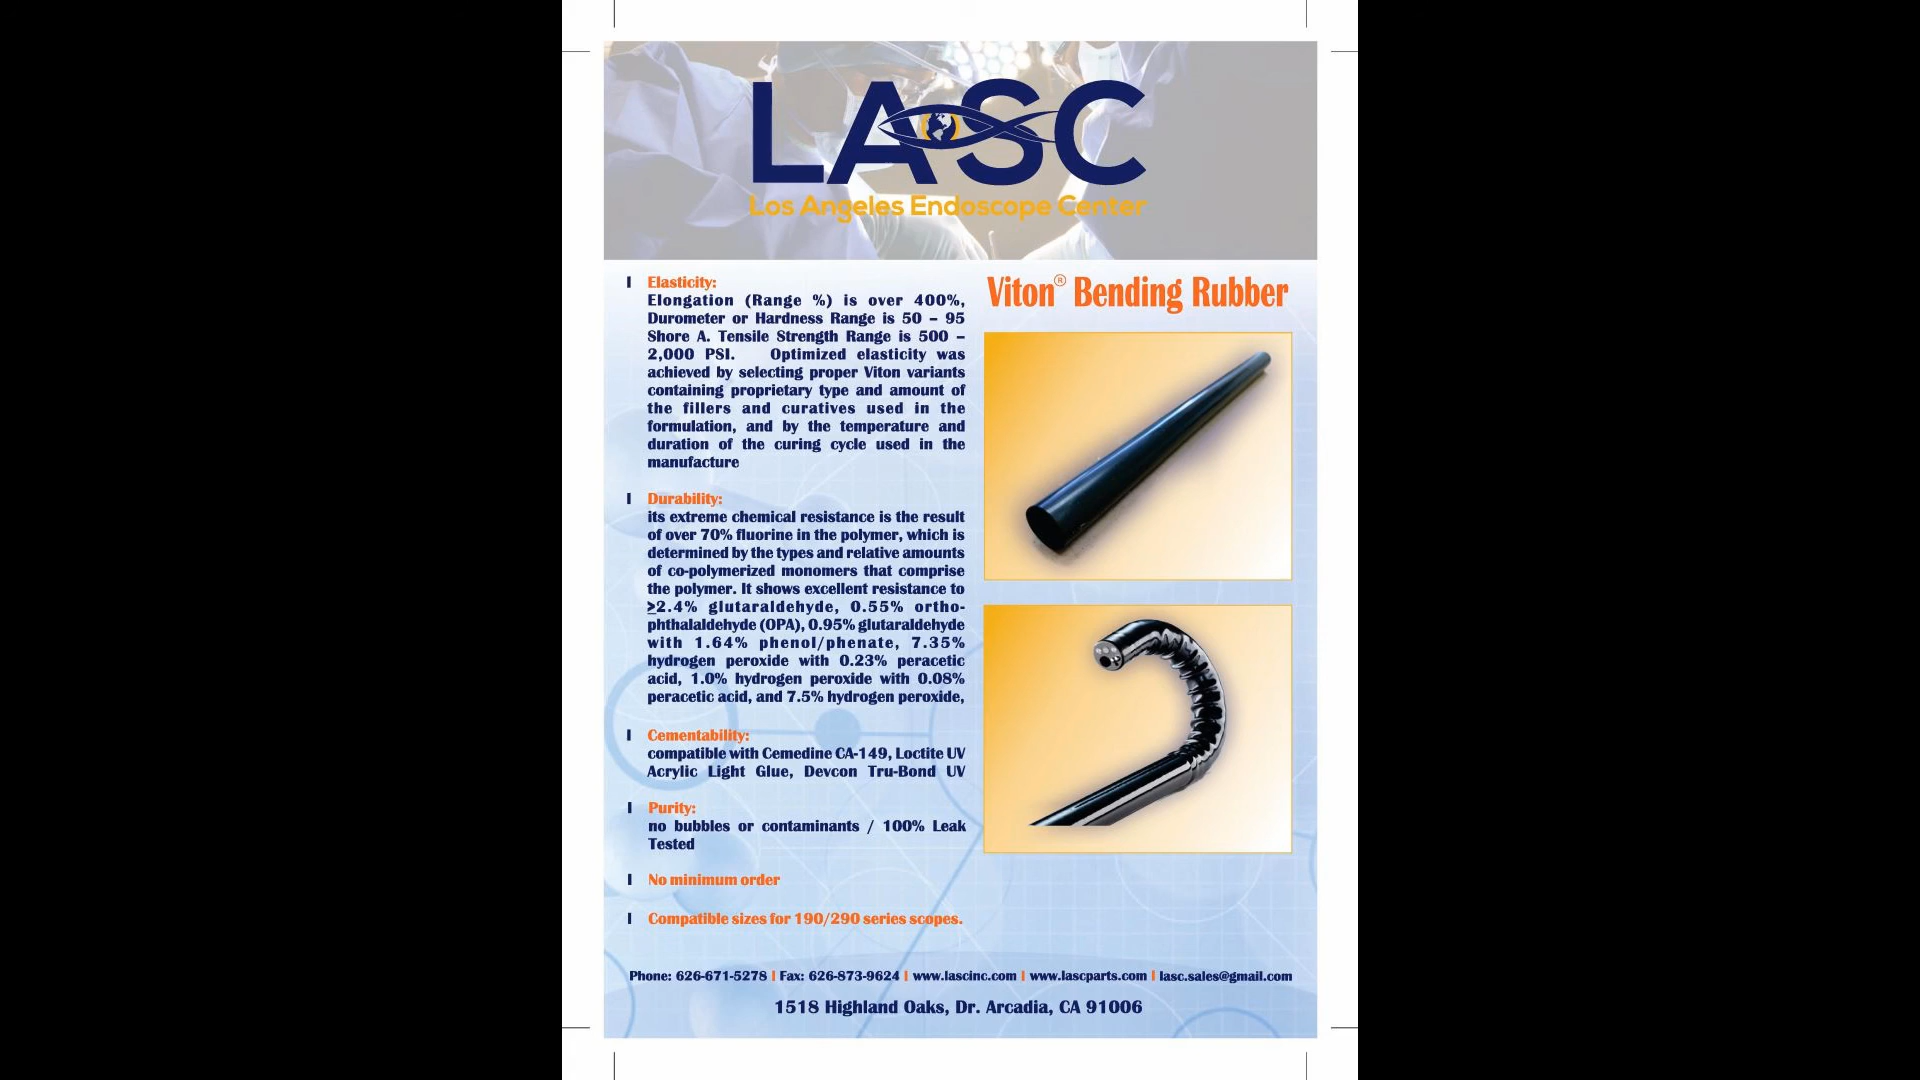 LASC
Los Angeles Endoscope Center
Viton® Bending Rubber
Elasticity:
Elongation (Range %) is over 400%,
Durometer or Hardness Range is 50 – 95
Shore A. Tensile Strength Range is 500 –
2,000 PSI. Optimized elasticity was
achieved by selecting proper Viton variants
containing proprietary type and amount of
the fillers and curatives used in the
formulation, and by the temperature and
duration of the curing cycle used in the
manufacture
Durability:
its extreme chemical resistance is the result
of over 70% fluorine in the polymer, which is
determined by the types and relative amounts
of co-polymerized monomers that comprise
the polymer. It shows excellent resistance to
≥2.4% glutaraldehyde, 0.55% ortho-
phthalaldehyde (OPA), 0.95% glutaraldehyde
with 1.64% phenol/phenate, 7.35%
hydrogen peroxide with 0.23% peracetic
acid, 1.0% hydrogen peroxide with 0.08%
peracetic acid, and 7.5% hydrogen peroxide,
Cementability:
compatible with Cemedine CA-149, Loctite UV
Acrylic Light Glue, Devcon Tru-Bond UV
Purity:
no bubbles or contaminants / 100% Leak
Tested
No minimum order
Compatible sizes for 190/290 series scopes.
Phone: 626-671-5278 | Fax: 626-873-9624 | www.lascinc.com | www.lascparts.com | lasc.sales@gmail.com
1518 Highland Oaks, Dr. Arcadia, CA 91006